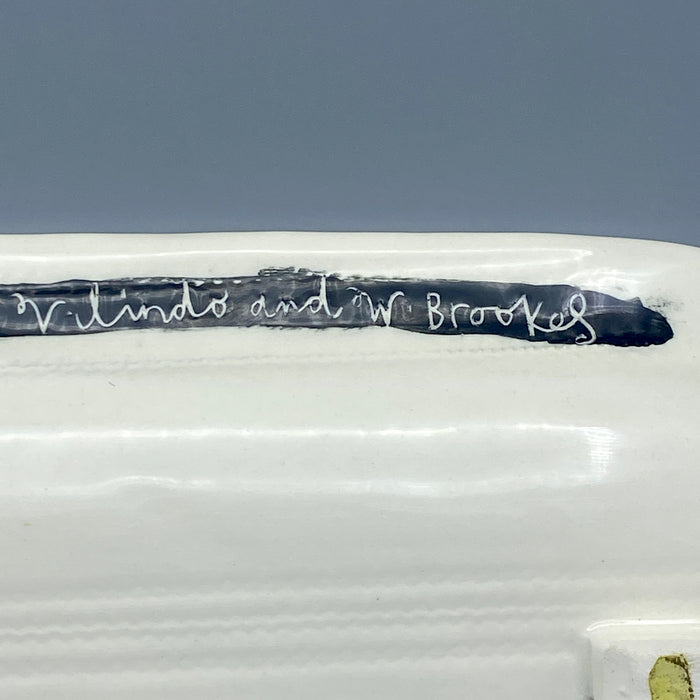 V. lindo and W. Brookes